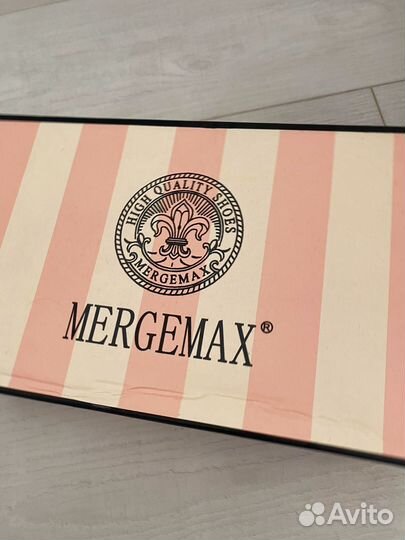 HIGH QUALITY SHOES
MERGEMAX
MERGEMAX®
Avito